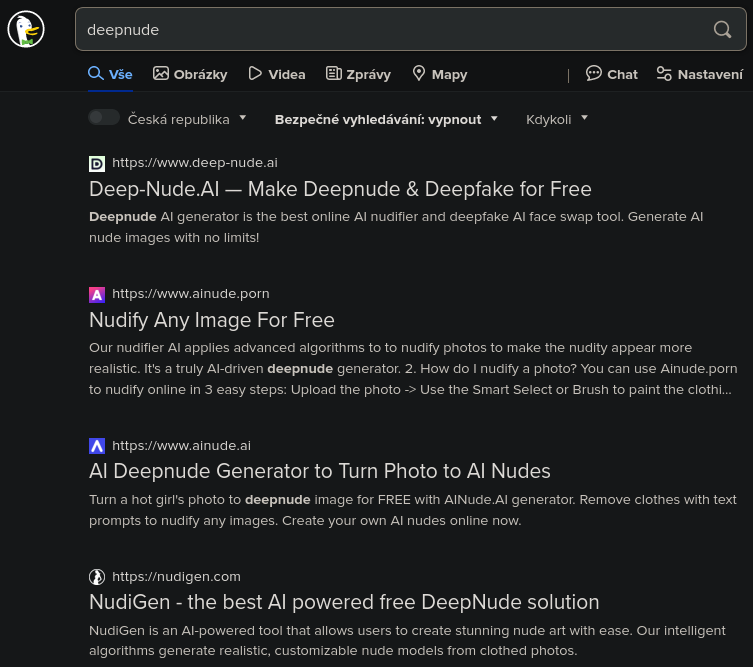 deepnude
Vše Obrázky Videa Zprávy Mapy Chat Nastavení
Česká republika Bezpečné vyhledávání: vypnout Kdykoli
https://www.deep-nude.ai
Deep-Nude.AI — Make Deepnude & Deepfake for Free
Deepnude AI generator is the best online AI nudifier and deepfake AI face swap tool. Generate AI
nude images with no limits!
https://www.ainude.porn
Nudify Any Image For Free
Our nudifier AI applies advanced algorithms to to nudify photos to make the nudity appear more
realistic. It's a truly AI-driven deepnude generator. 2. How do I nudify a photo? You can use Ainude.porn
to nudify online in 3 easy steps: Upload the photo -> Use the Smart Select or Brush to paint the clothi...
https://www.ainude.ai
AI Deepnude Generator to Turn Photo to AI Nudes
Turn a hot girl's photo to deepnude image for FREE with AINude.AI generator. Remove clothes with text
prompts to nudify any images. Create your own AI nudes online now.
https://nudigen.com
NudiGen - the best AI powered free DeepNude solution
NudiGen is an AI-powered tool that allows users to create stunning nude art with ease. Our intelligent
algorithms generate realistic, customizable nude models from clothed photos.